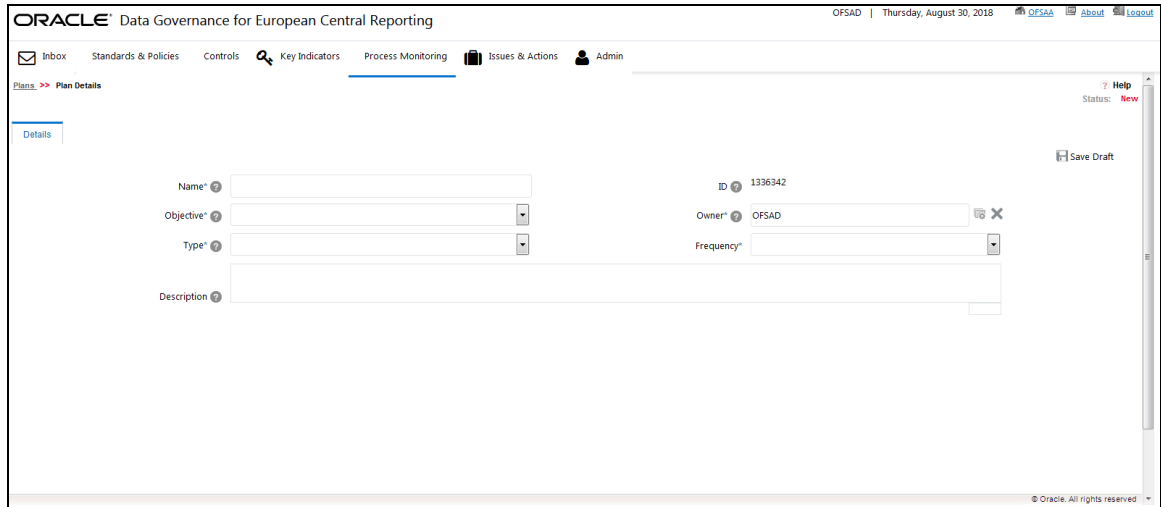 ORACLE® Data Governance for European Central Reporting
OFSAD | Thursday, August 30, 2018 OFSAA About Logout
Inbox Standards & Policies Controls Key Indicators Process Monitoring Issues & Actions Admin
Plans >> Plan Details
? Help
Status: New
Details
Save Draft
Name* ?
ID ? 1336342
Objective* ?
Owner* ? OFSAD
Type* ?
Frequency*
Description ?
© Oracle. All rights reserved